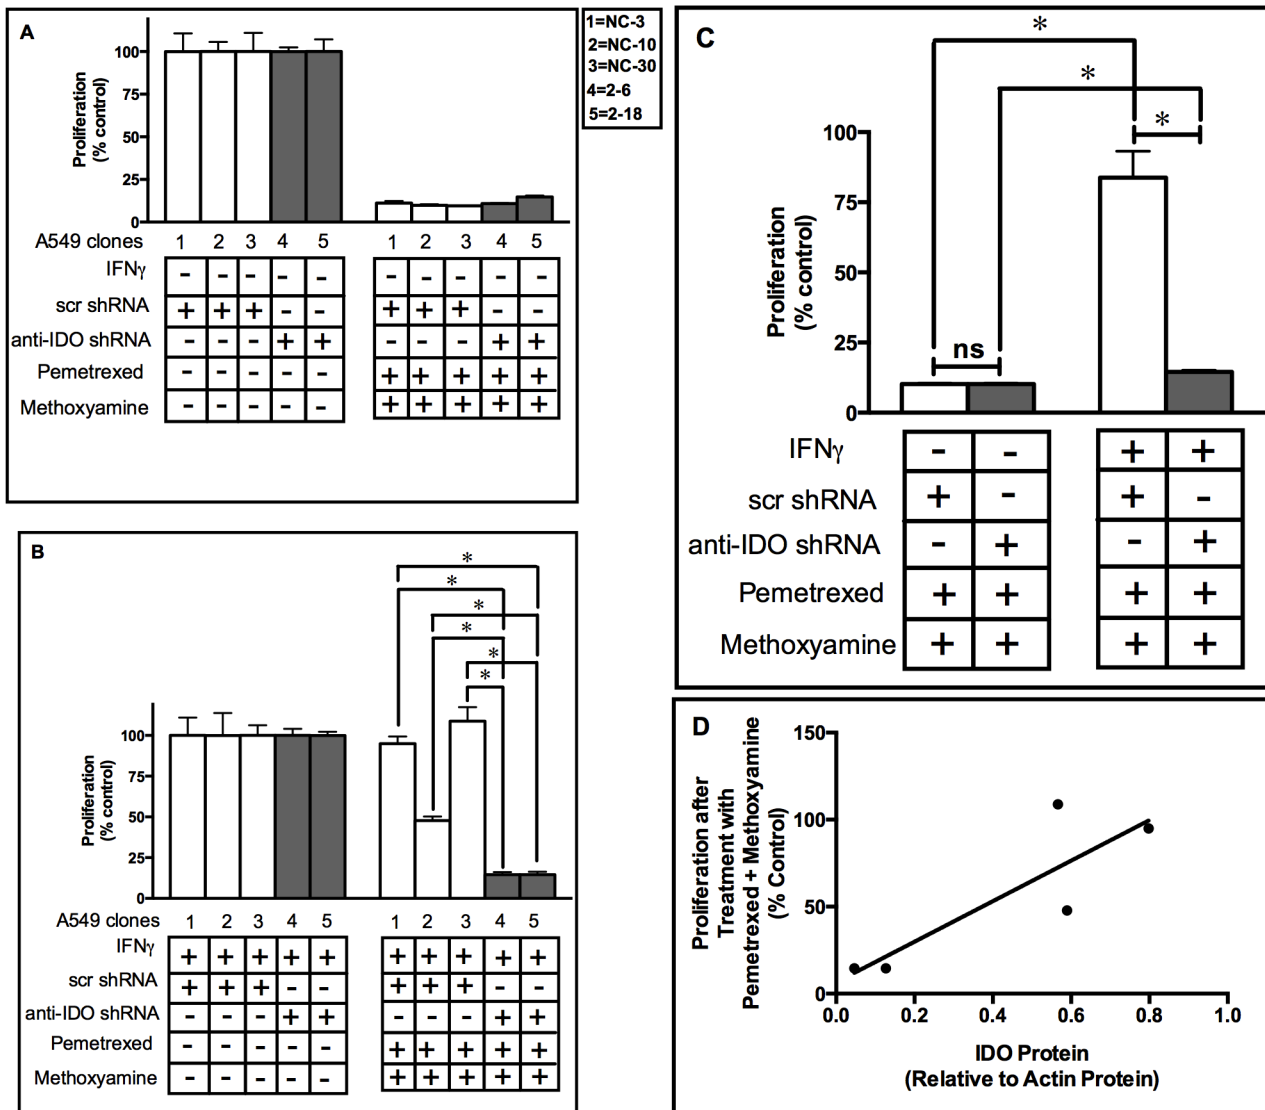 A
Proliferation
(% control)
100
75
50
25
0
A549 clones 1 2 3 4 5 1 2 3 4 5
IFNγ - - - - - - - - - -
scr shRNA + + + - - + + + - -
anti-IDO shRNA - - - + + - - - + +
Pemetrexed - - - - - + + + + +
Methoxyamine - - - - - + + + + +
1=NC-3
2=NC-10
3=NC-30
4=2-6
5=2-18
B
Proliferation
(% control)
100
75
50
25
0
* * * * * *
A549 clones 1 2 3 4 5 1 2 3 4 5
IFNγ + + + + + + + + + +
scr shRNA + + + - - + + + - -
anti-IDO shRNA - - - + + - - - + +
Pemetrexed - - - - - + + + + +
Methoxyamine - - - - - + + + + +
C
Proliferation
(% control)
100
75
50
25
0
*
*
*
ns
IFNγ - - + +
scr shRNA + - + -
anti-IDO shRNA - + - +
Pemetrexed + + + +
Methoxyamine + + + +
D
Proliferation after
Treatment with
Pemetrexed + Methoxyamine
(% Control)
150
100
50
0
0.0 0.2 0.4 0.6 0.8 1.0
IDO Protein
(Relative to Actin Protein)